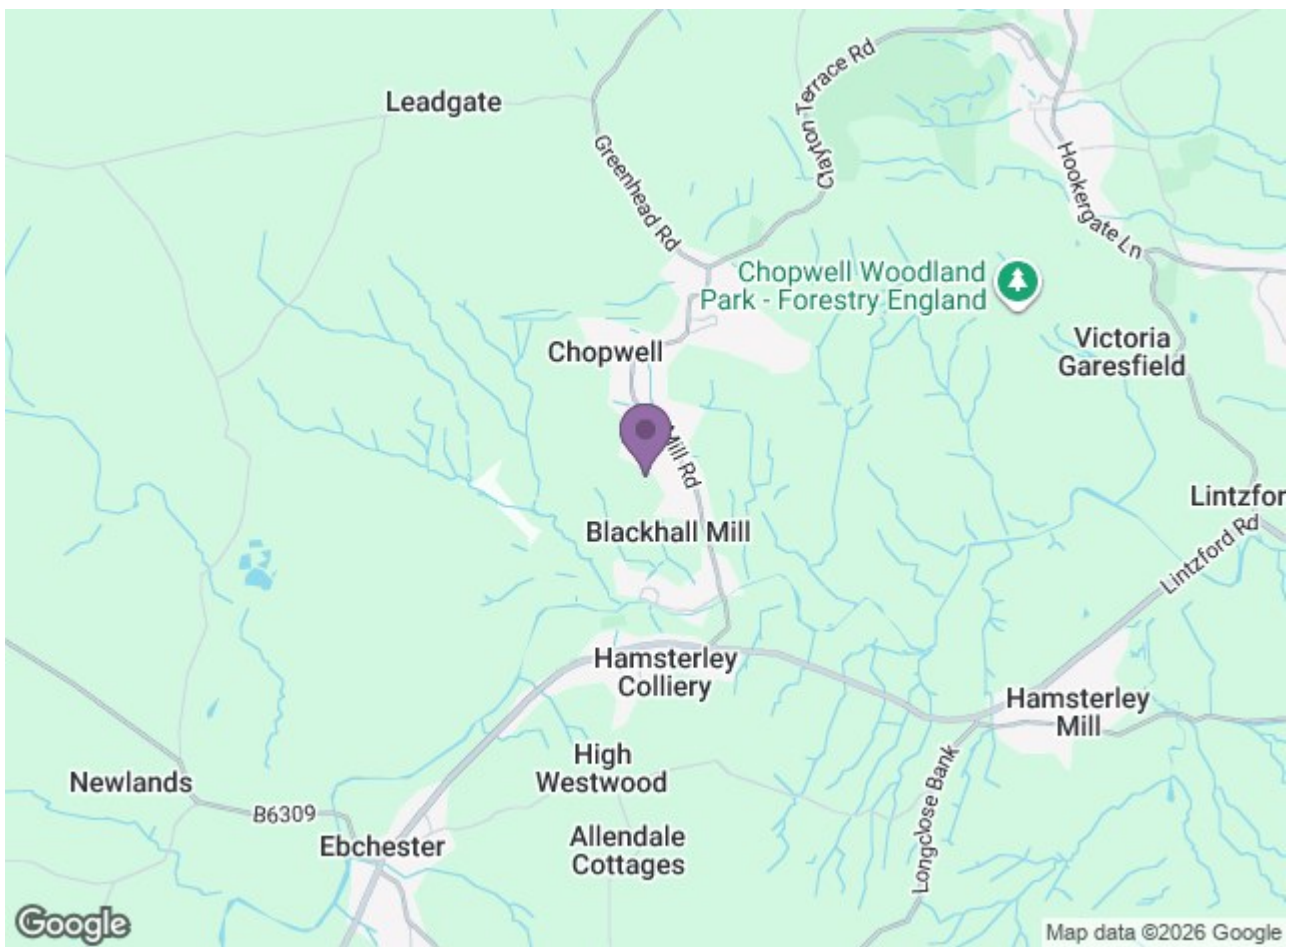 Leadgate
Clayton Terrace Rd
Greenhead Rd
Hookergate Ln
Chopwell Woodland
Park - Forestry England
Victoria
Garesfield
Chopwell
Mill Rd
Lintzfor
Blackhall Mill
Lintzford Rd
Hamsterley
Colliery
Hamsterley
Mill
High
Westwood
Newlands
B6309
Longclose Bank
Allendale
Cottages
Ebchester
Google
Map data ©2026 Google